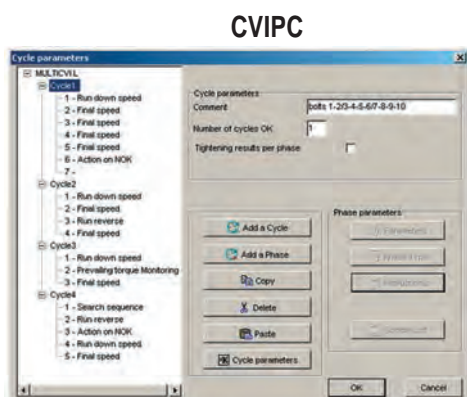 CVIPC
Cycle parameters
MULTICVI.L
Cycle1
1 - Run down speed
2 - Final speed
3 - Final speed
4 - Final speed
5 - Final speed
6 - Action on NOK
7 -
Cycle2
1 - Run down speed
2 - Final speed
3 - Run reverse
4 - Final speed
Cycle3
1 - Run down speed
2 - Prevailing torque Monitoring
3 - Final speed
Cycle4
1 - Search sequence
2 - Run reverse
3 - Action on NOK
4 - Run down speed
5 - Final speed
Cycle parameters
Comment
bolts 1-2/3-4-5-6/7-8-9-10
Number of cycles OK
1
Tightening results per phase
Add a Cycle
Add a Phase
Copy
Delete
Paste
Cycle parameters
Phase parameters
Parameters
OK
Cancel